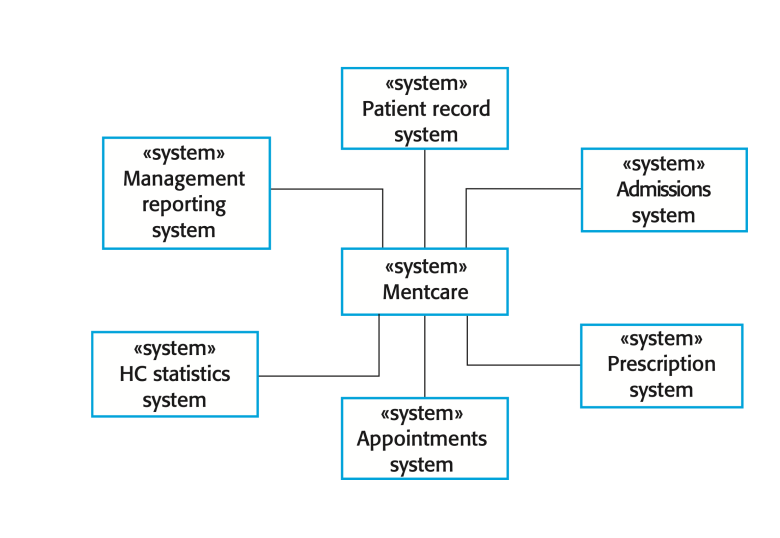 «system»
Patient record
system
«system»
Management
reporting
system
«system»
Admissions
system
«system»
Mentcare
«system»
HC statistics
system
«system»
Prescription
system
«system»
Appointments
system